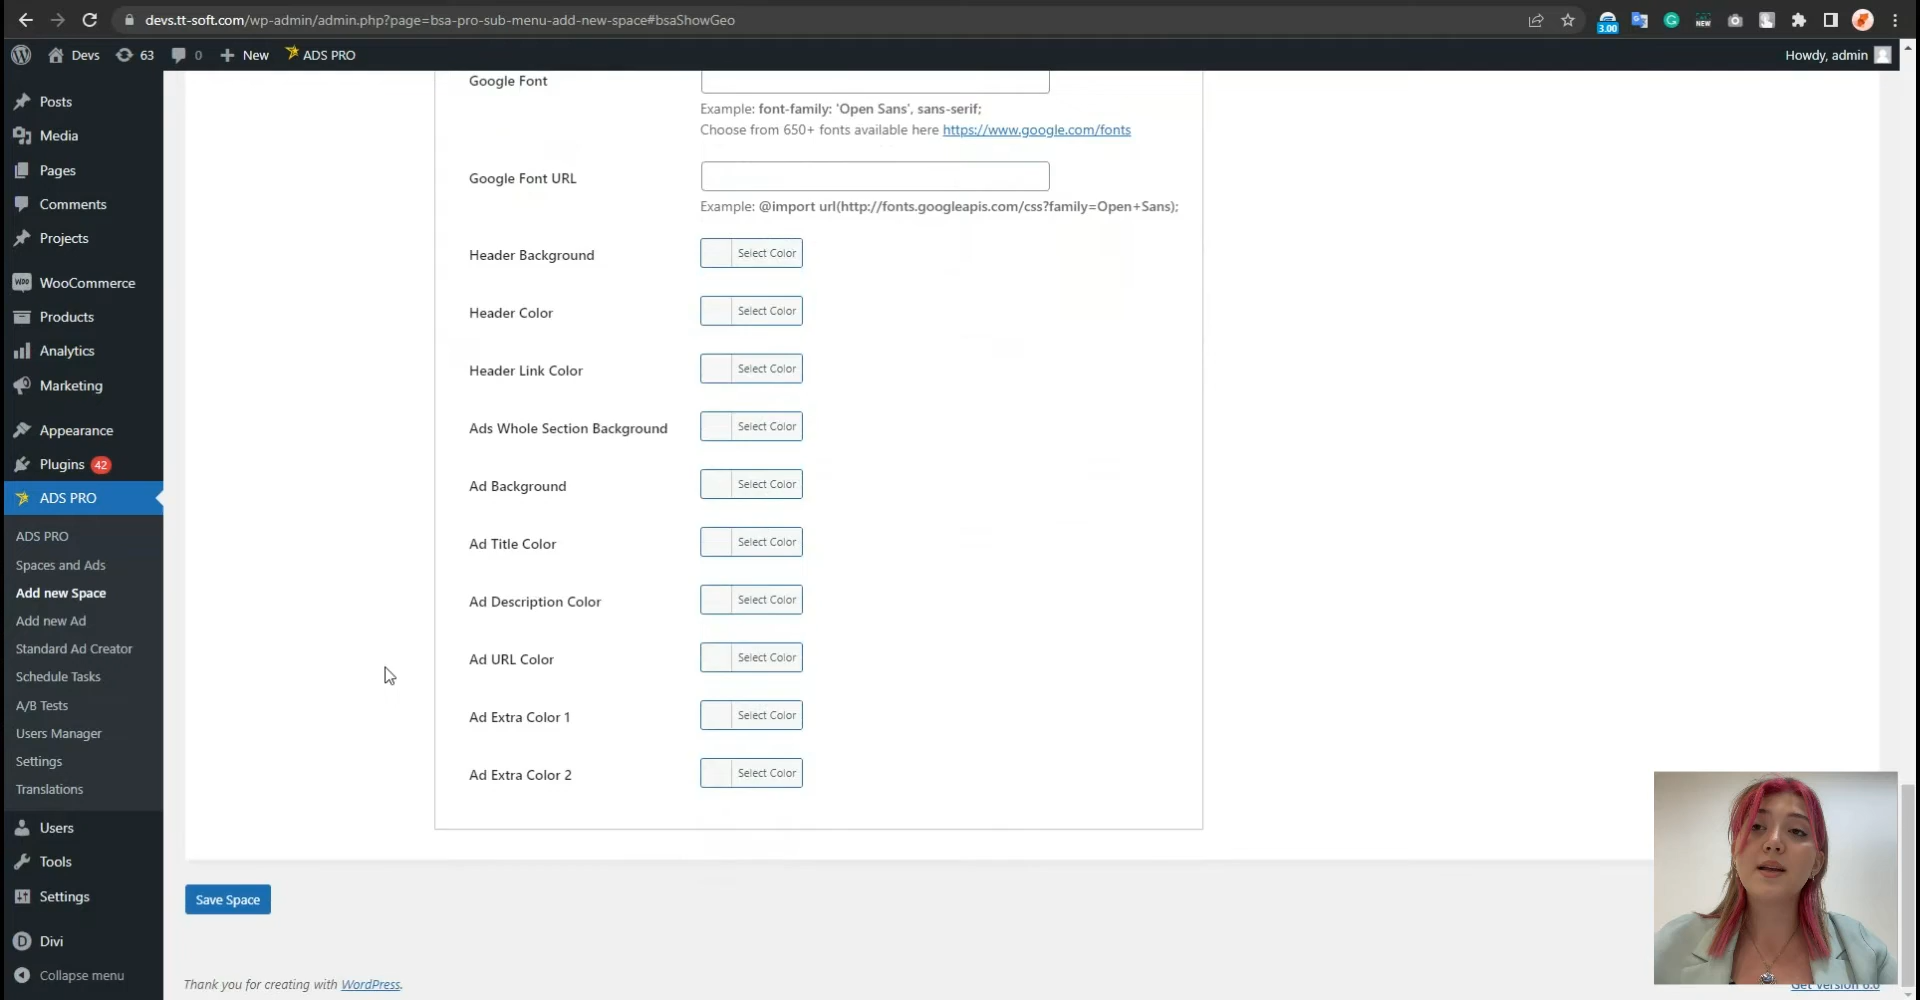 devs.tt-soft.com/wp-admin/admin.php?page=bsa-pro-sub-menu-add-new-space#bsaShowGeo
3.00
NEW
Devs
63
0
New
ADS PRO
Howdy, admin
Posts
Media
Pages
Comments
Projects
WooCommerce
Products
Analytics
Marketing
Appearance
Plugins 42
ADS PRO
ADS PRO
Spaces and Ads
Add new Space
Add new Ad
Standard Ad Creator
Schedule Tasks
A/B Tests
Users Manager
Settings
Translations
Users
Tools
Settings
Divi
Collapse menu
Google Font
Example: font-family: 'Open Sans', sans-serif;
Choose from 650+ fonts available here https://www.google.com/fonts
Google Font URL
Example: @import url(http://fonts.googleapis.com/css?family=Open+Sans);
Header Background Select Color
Header Color Select Color
Header Link Color Select Color
Ads Whole Section Background Select Color
Ad Background Select Color
Ad Title Color Select Color
Ad Description Color Select Color
Ad URL Color Select Color
Ad Extra Color 1 Select Color
Ad Extra Color 2 Select Color
Save Space
Thank you for creating with WordPress.
Get Version 6.0